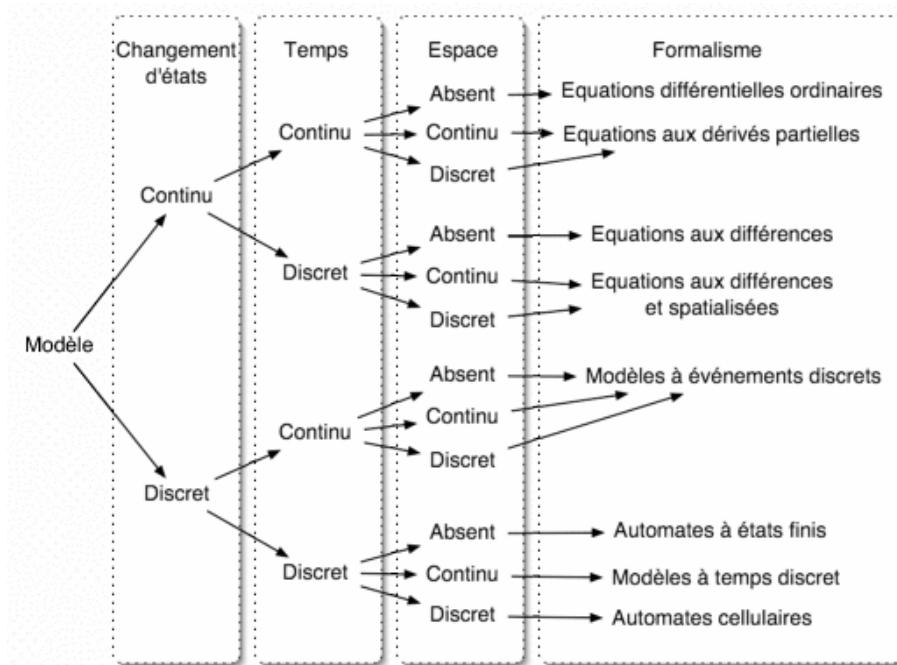 Changement
d'états
Temps
Espace
Formalisme
Absent
Equations différentielles ordinaires
Continu
Continu
Equations aux dérivés partielles
Discret
Continu
Absent
Equations aux différences
Discret
Continu
Equations aux différences
et spatialisées
Discret
Modèle
Absent
Modèles à événements discrets
Continu
Continu
Discret
Discret
Absent
Automates à états finis
Discret
Continu
Modèles à temps discret
Discret
Automates cellulaires